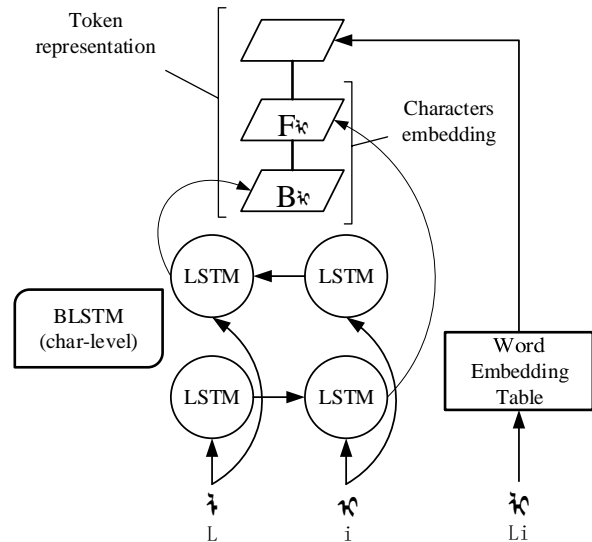 Token
representation
F
Characters
embedding
B
LSTM
LSTM
BLSTM
(char-level)
LSTM
LSTM
Word
Embedding
Table
L
i
Li